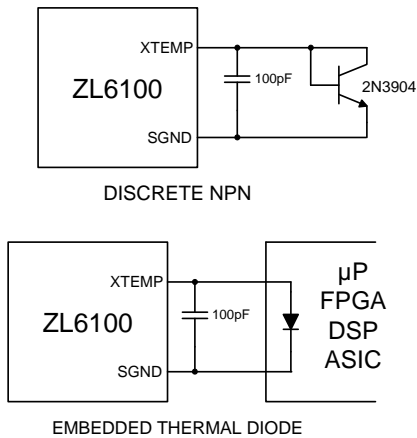 XTEMP
ZL6100
100pF
2N3904
SGND
DISCRETE NPN
XTEMP
µP
FPGA
ZL6100
100pF
DSP
ASIC
SGND
EMBEDDED THERMAL DIODE